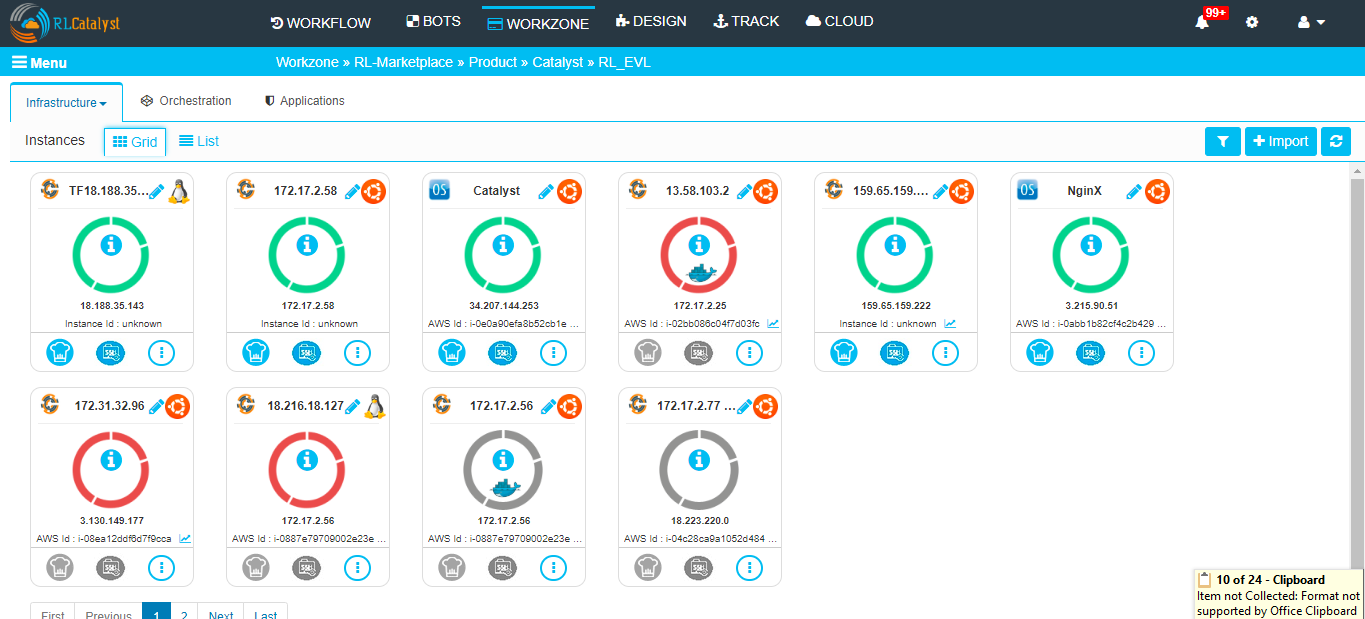 RLCatalyst WORKFLOW BOTS WORKZONE DESIGN TRACK CLOUD 99+
Menu Workzone » RL-Marketplace » Product » Catalyst » RL_EVL
Infrastructure Orchestration Applications
Instances Grid List Import
TF18.188.35... 172.17.2.58 OS Catalyst 13.58.103.2 159.65.159.... OS NginX
18.188.35.143 172.17.2.58 34.207.144.253 172.17.2.25 159.65.159.222 3.215.90.51
Instance Id : unknown Instance Id : unknown AWS Id : i-0e0a90efa8b52cb1e ... AWS Id : i-02bb086c04f7d03fc Instance Id : unknown AWS Id : i-0abb1b82cf4c2b429 ...
172.31.32.96 18.216.18.127 172.17.2.56 172.17.2.77 ...
3.130.149.177 172.17.2.56 172.17.2.56 18.223.220.0
AWS Id : i-08ea12ddf6d7f9cca AWS Id : i-0887e79709002e23e ... AWS Id : i-0887e79709002e23e ... AWS Id : i-04c28ca9a1052d484 ...
First Previous 1 2 Next Last
10 of 24 - Clipboard
Item not Collected: Format not
supported by Office Clipboard